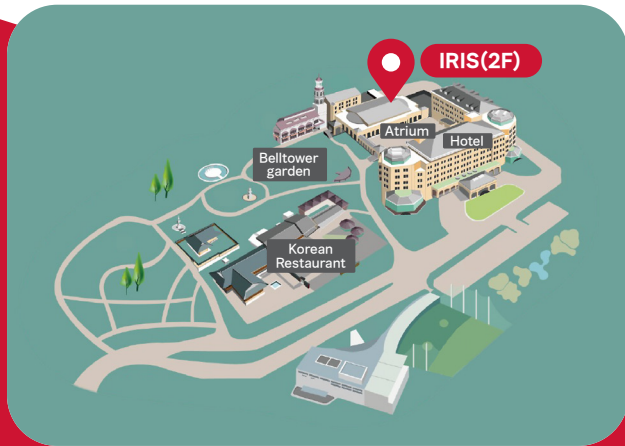 IRIS(2F)
Atrium
Hotel
Belltower
garden
Korean
Restaurant